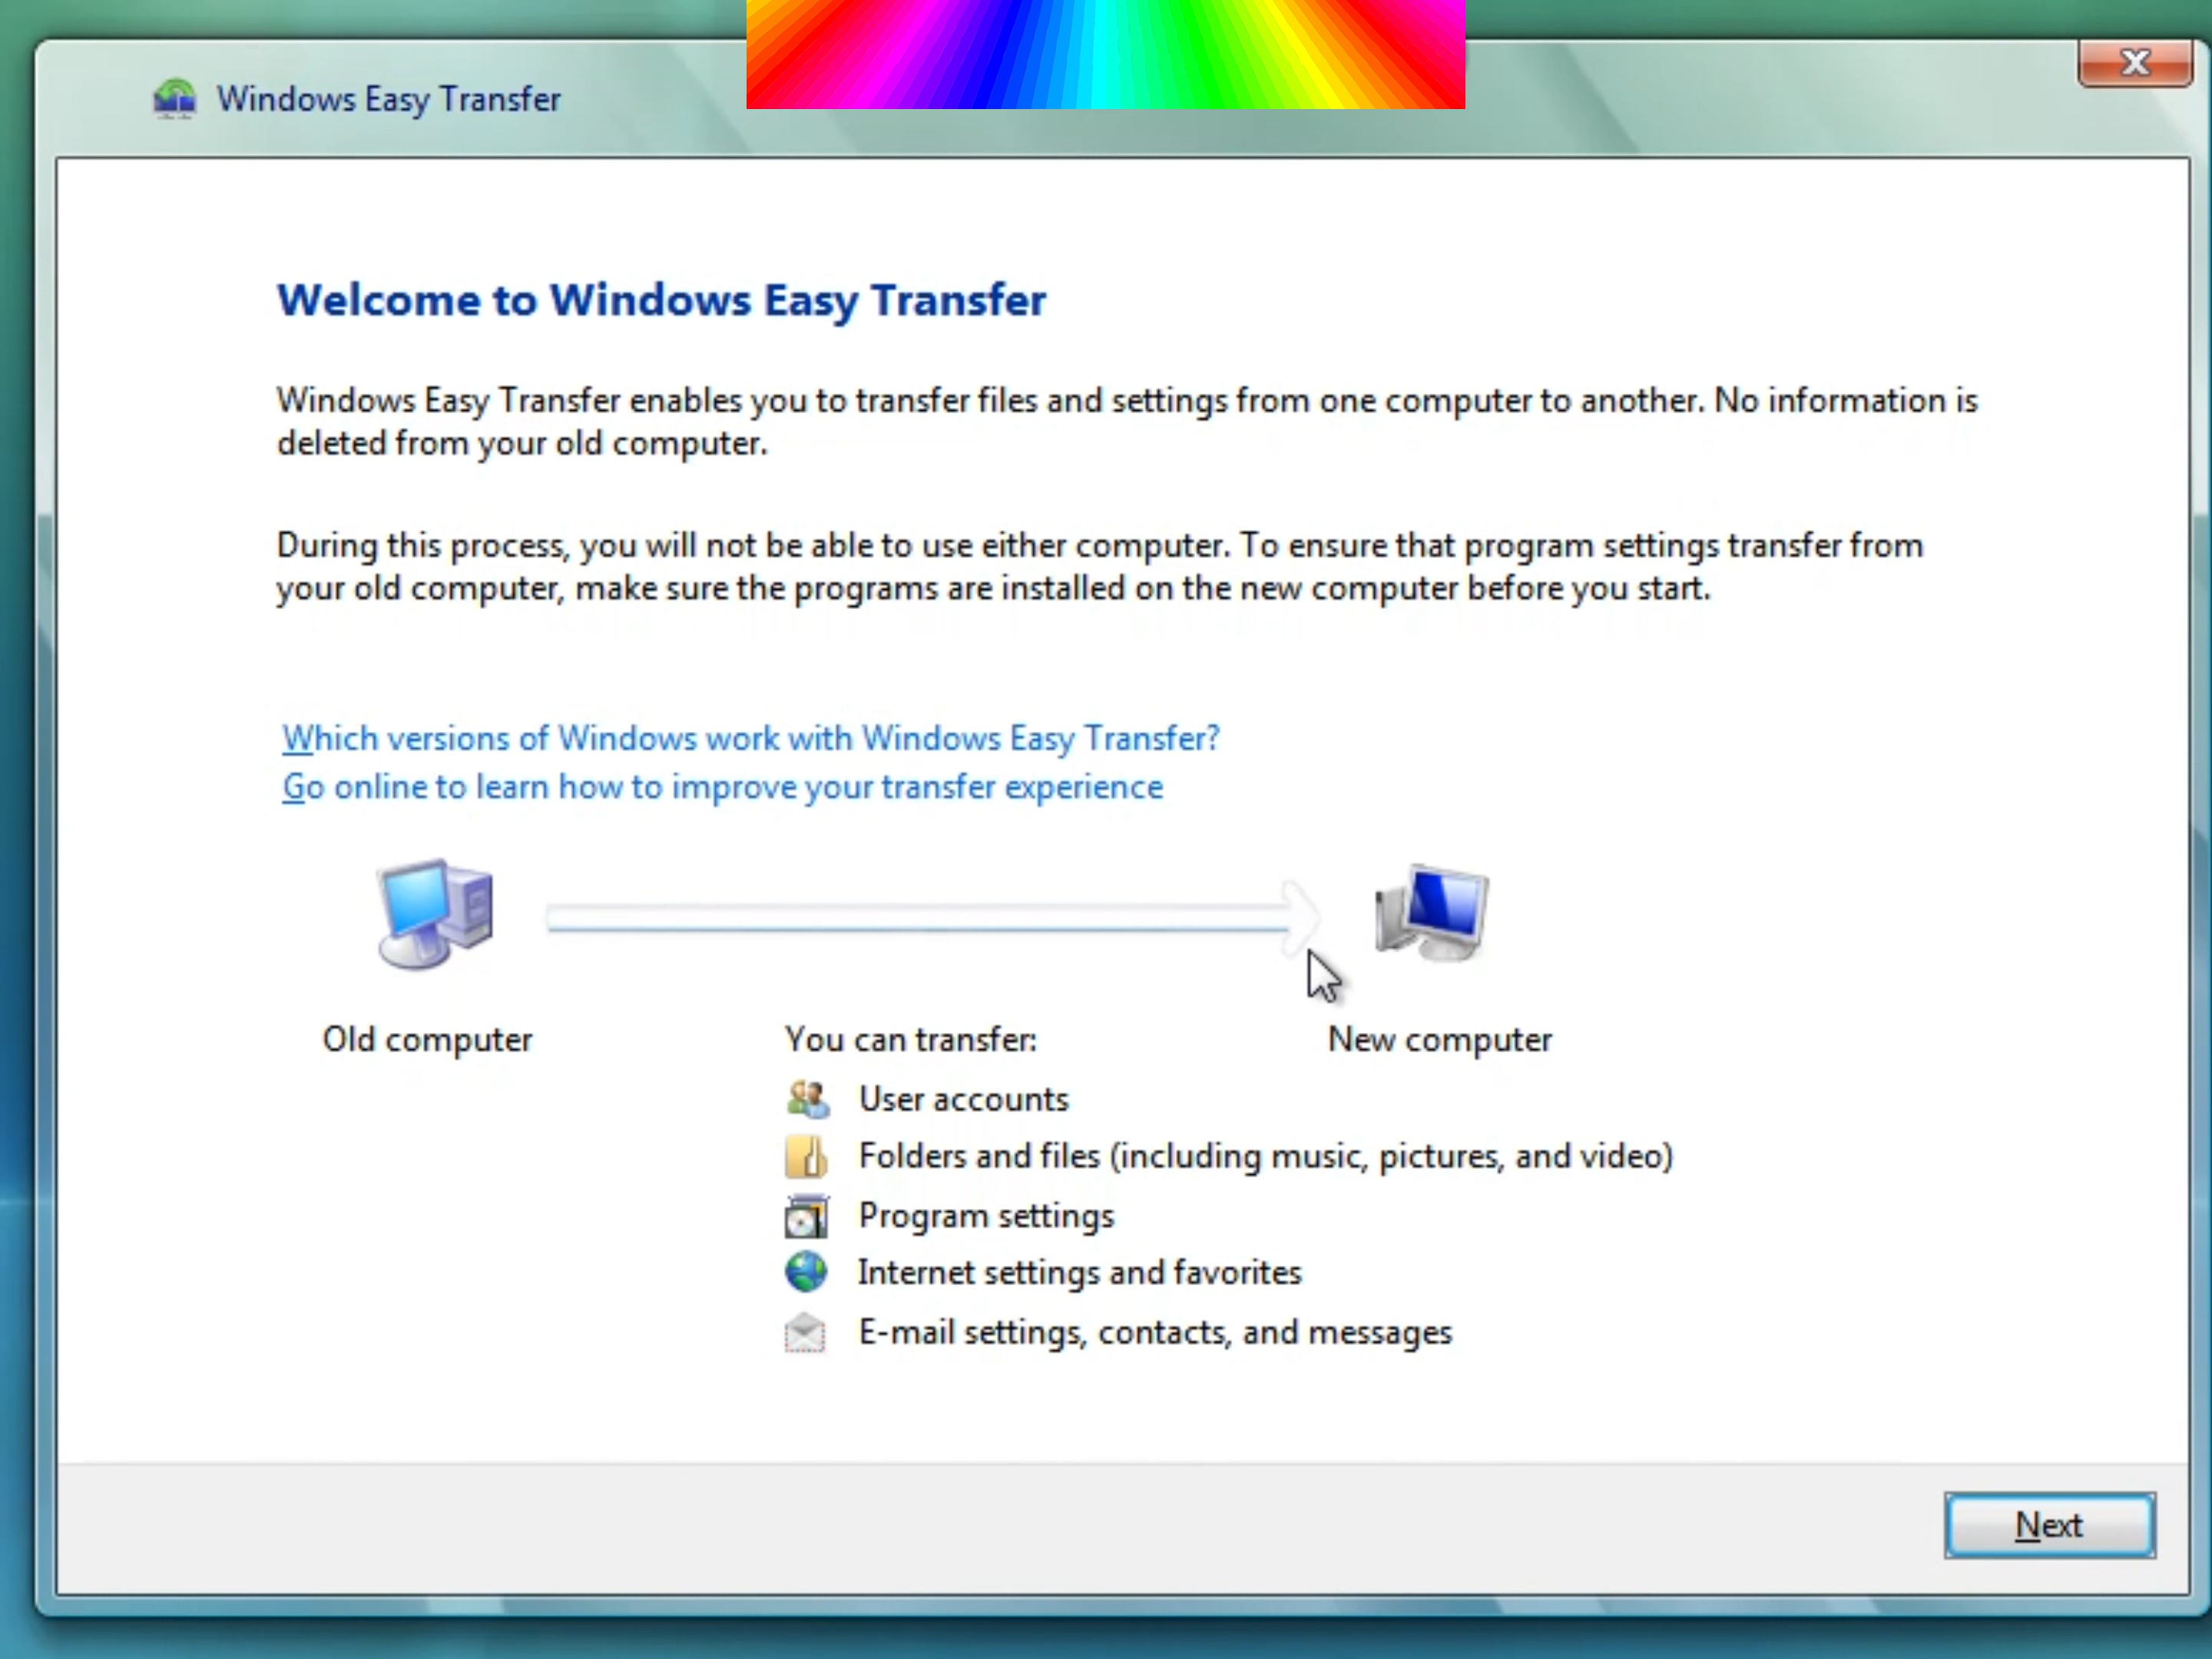 Windows Easy Transfer
Welcome to Windows Easy Transfer
Windows Easy Transfer enables you to transfer files and settings from one computer to another. No information is
deleted from your old computer.
During this process, you will not be able to use either computer. To ensure that program settings transfer from
your old computer, make sure the programs are installed on the new computer before you start.
Which versions of Windows work with Windows Easy Transfer?
Go online to learn how to improve your transfer experience
Old computer
You can transfer:
New computer
User accounts
Folders and files (including music, pictures, and video)
Program settings
Internet settings and favorites
E-mail settings, contacts, and messages
Next